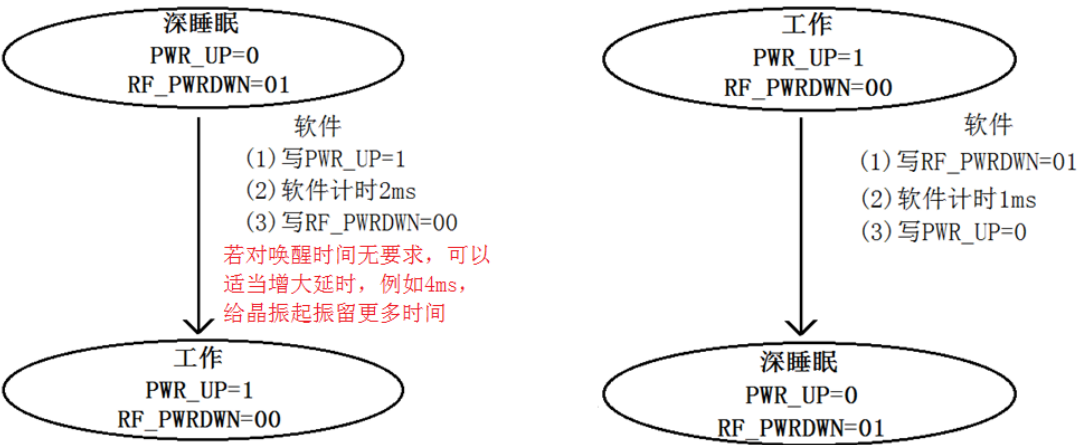 深睡眠
PWR_UP=0
RF_PWRDWN=01
软件
(1)写PWR_UP=1
(2)软件计时2ms
(3)写RF_PWRDWN=00
若对唤醒时间无要求，可以
适当增大延时，例如4ms，
给晶振起振留更多时间
工作
PWR_UP=1
RF_PWRDWN=00
工作
PWR_UP=1
RF_PWRDWN=00
软件
(1)写RF_PWRDWN=01
(2)软件计时1ms
(3)写PWR_UP=0
深睡眠
PWR_UP=0
RF_PWRDWN=01